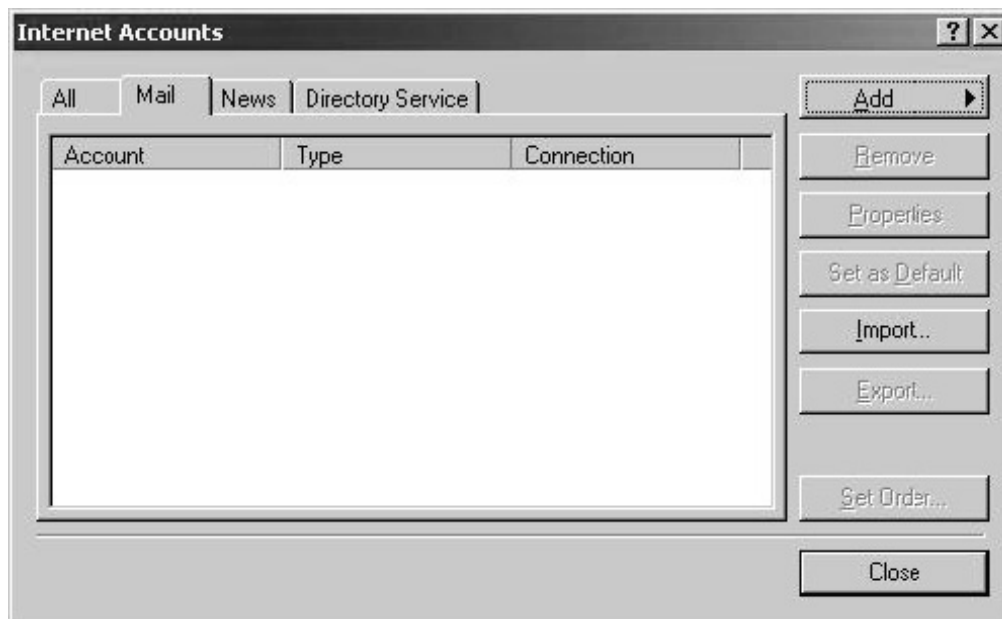 Internet Accounts
All Mail News Directory Service
Account Type Connection
Add
Remove
Properties
Set as Default
Import...
Export...
Set Order...
Close